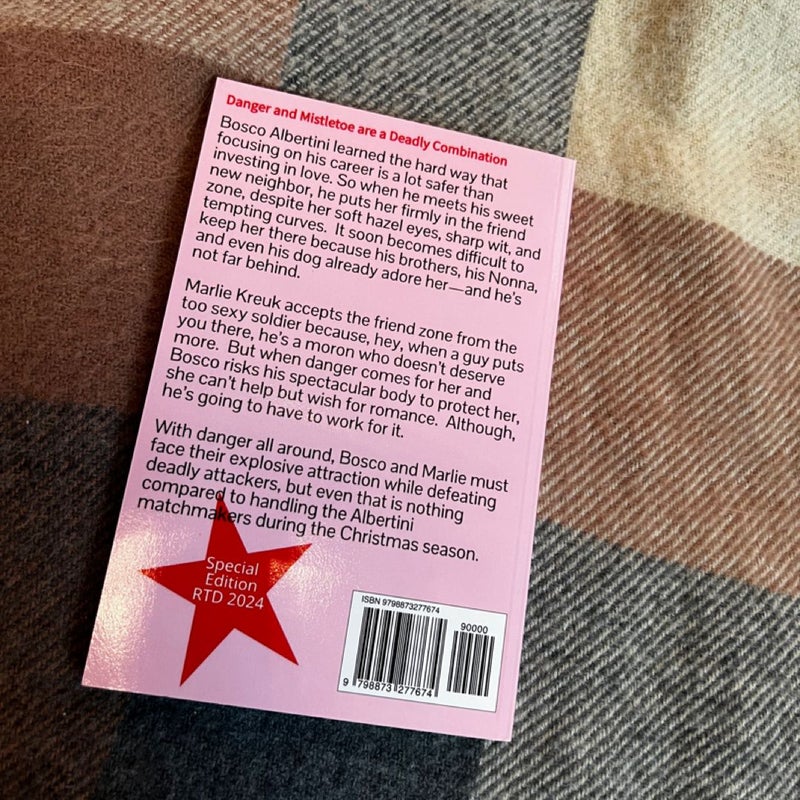 Danger and Mistletoe are a Deadly Combination
Bosco Albertini learned the hard way that
focusing on his career is a lot safer than
investing in love. So when he meets his sweet
new neighbor, he puts her firmly in the friend
zone, despite her soft hazel eyes, sharp wit, and
tempting curves. It soon becomes difficult to
keep her there because his brothers, his Nonna,
and even his dog already adore her—and he's
not far behind.
Marlie Kreuk accepts the friend zone from the
too sexy soldier because, hey, when a guy puts
you there, he's a moron who doesn't deserve
more. But when danger comes for her and
Bosco risks his spectacular body to protect her,
she can't help but wish for romance. Although,
he's going to have to work for it.
With danger all around, Bosco and Marlie must
face their explosive attraction while defeating
deadly attackers, but even that is nothing
compared to handling the Albertini
matchmakers during the Christmas season.
Special
Edition
RTD 2024
ISBN 9798873277674
90000
9 798873 277674